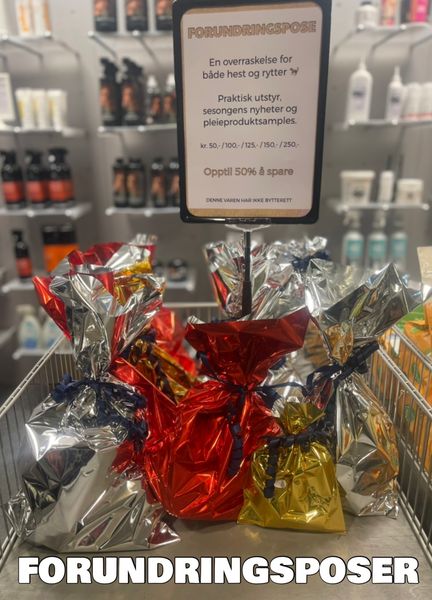 FORUNDRINGSPOSE
En overraskelse for
både hest og rytter 🐎
Praktisk utstyr,
sesongens nyheter og
pleieproduktsamples.
kr. 50,-/100,-/125,-/150,-/250,-
Opptil 50% å spare
DENNE VAREN HAR IKKE BYTTERETT
FORUNDRINGSPOSER